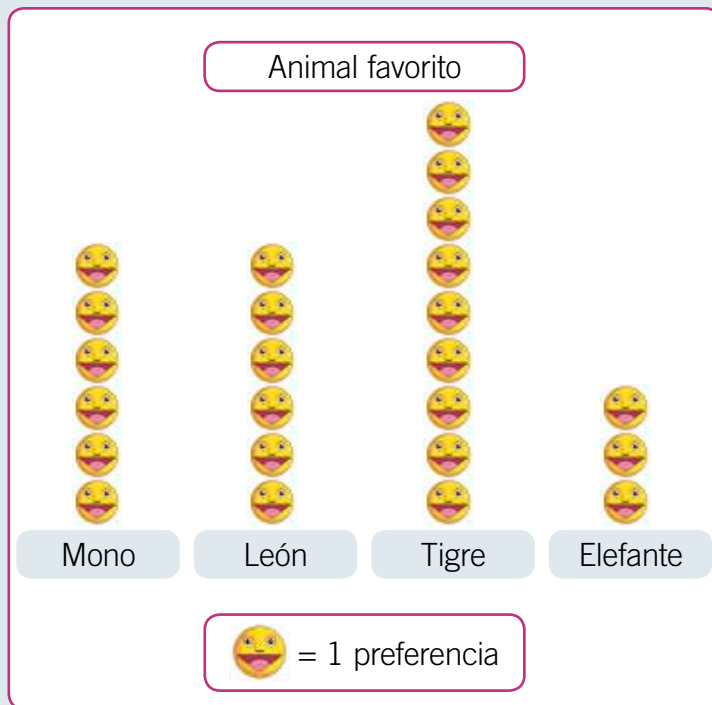 Animal favorito
Mono León Tigre Elefante
= 1 preferencia